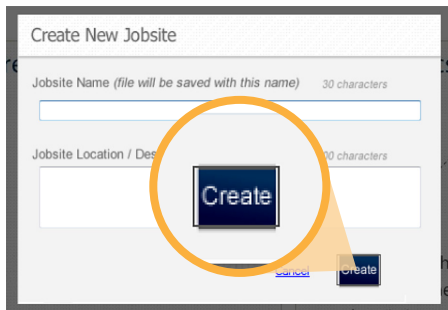 Create New Jobsite
Jobsite Name (file will be saved with this name) 30 characters
Jobsite Location / Des characters
Create
Cancel Create